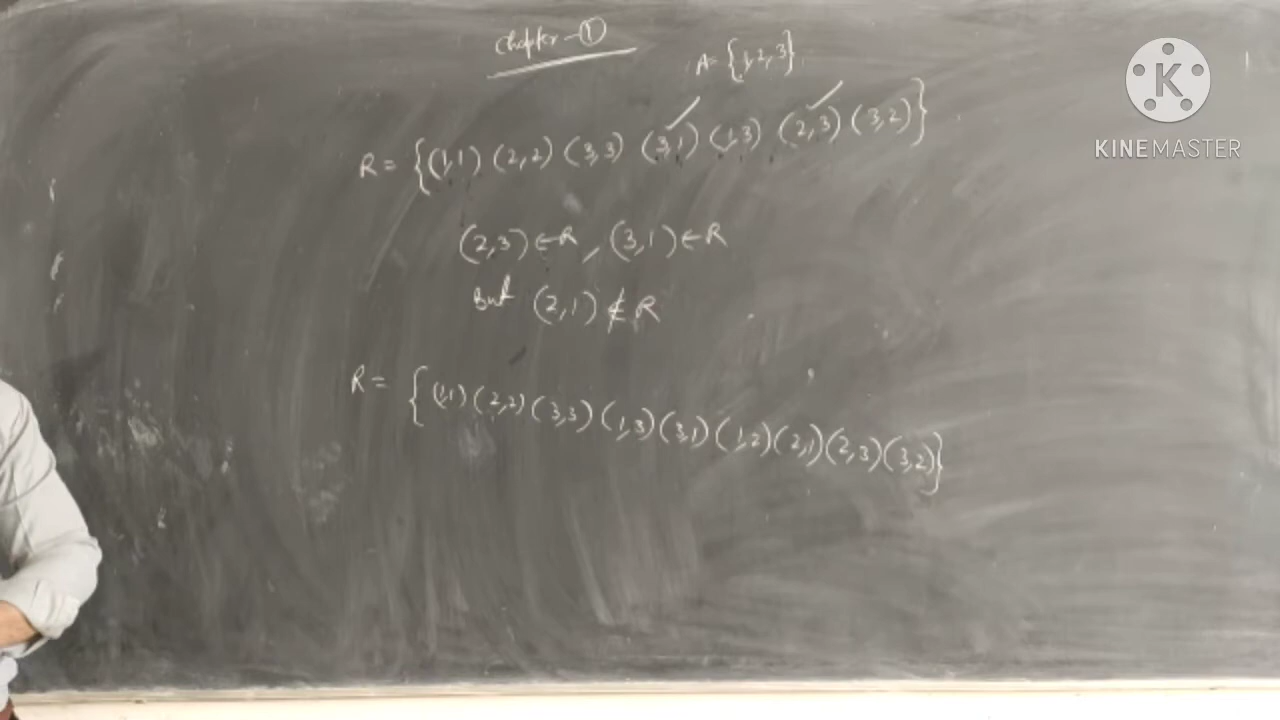 Chapter-①
A={1,2,3}
R= {(1,1) (2,2) (3,3) (3,1) (1,3) (2,3) (3,2)}
(2,3)∈R, (3,1)∈R
But (2,1)∉R
R= {(1,1)(2,2)(3,3)(1,3)(3,1)(1,2)(2,1)(2,3)(3,2)}
K
KINEMASTER